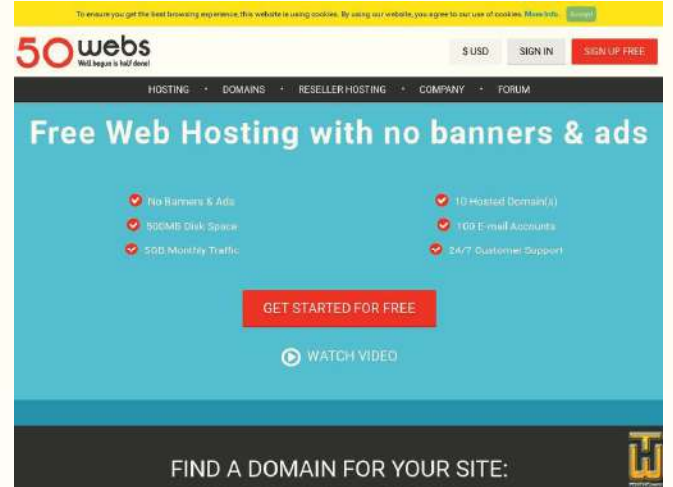 To ensure you get the best browsing experience, this website is using cookies. By using our website, you agree to our use of cookies. More Info. Accept
50webs
Well begun is half done!
$ USD SIGN IN SIGN UP FREE
HOSTING • DOMAINS • RESELLER HOSTING • COMPANY • FORUM
Free Web Hosting with no banners & ads
No Banners & Ads
500MB Disk Space
5GB Monthly Traffic
10 Hosted Domain(s)
100 E-mail Accounts
24/7 Customer Support
GET STARTED FOR FREE
WATCH VIDEO
FIND A DOMAIN FOR YOUR SITE: